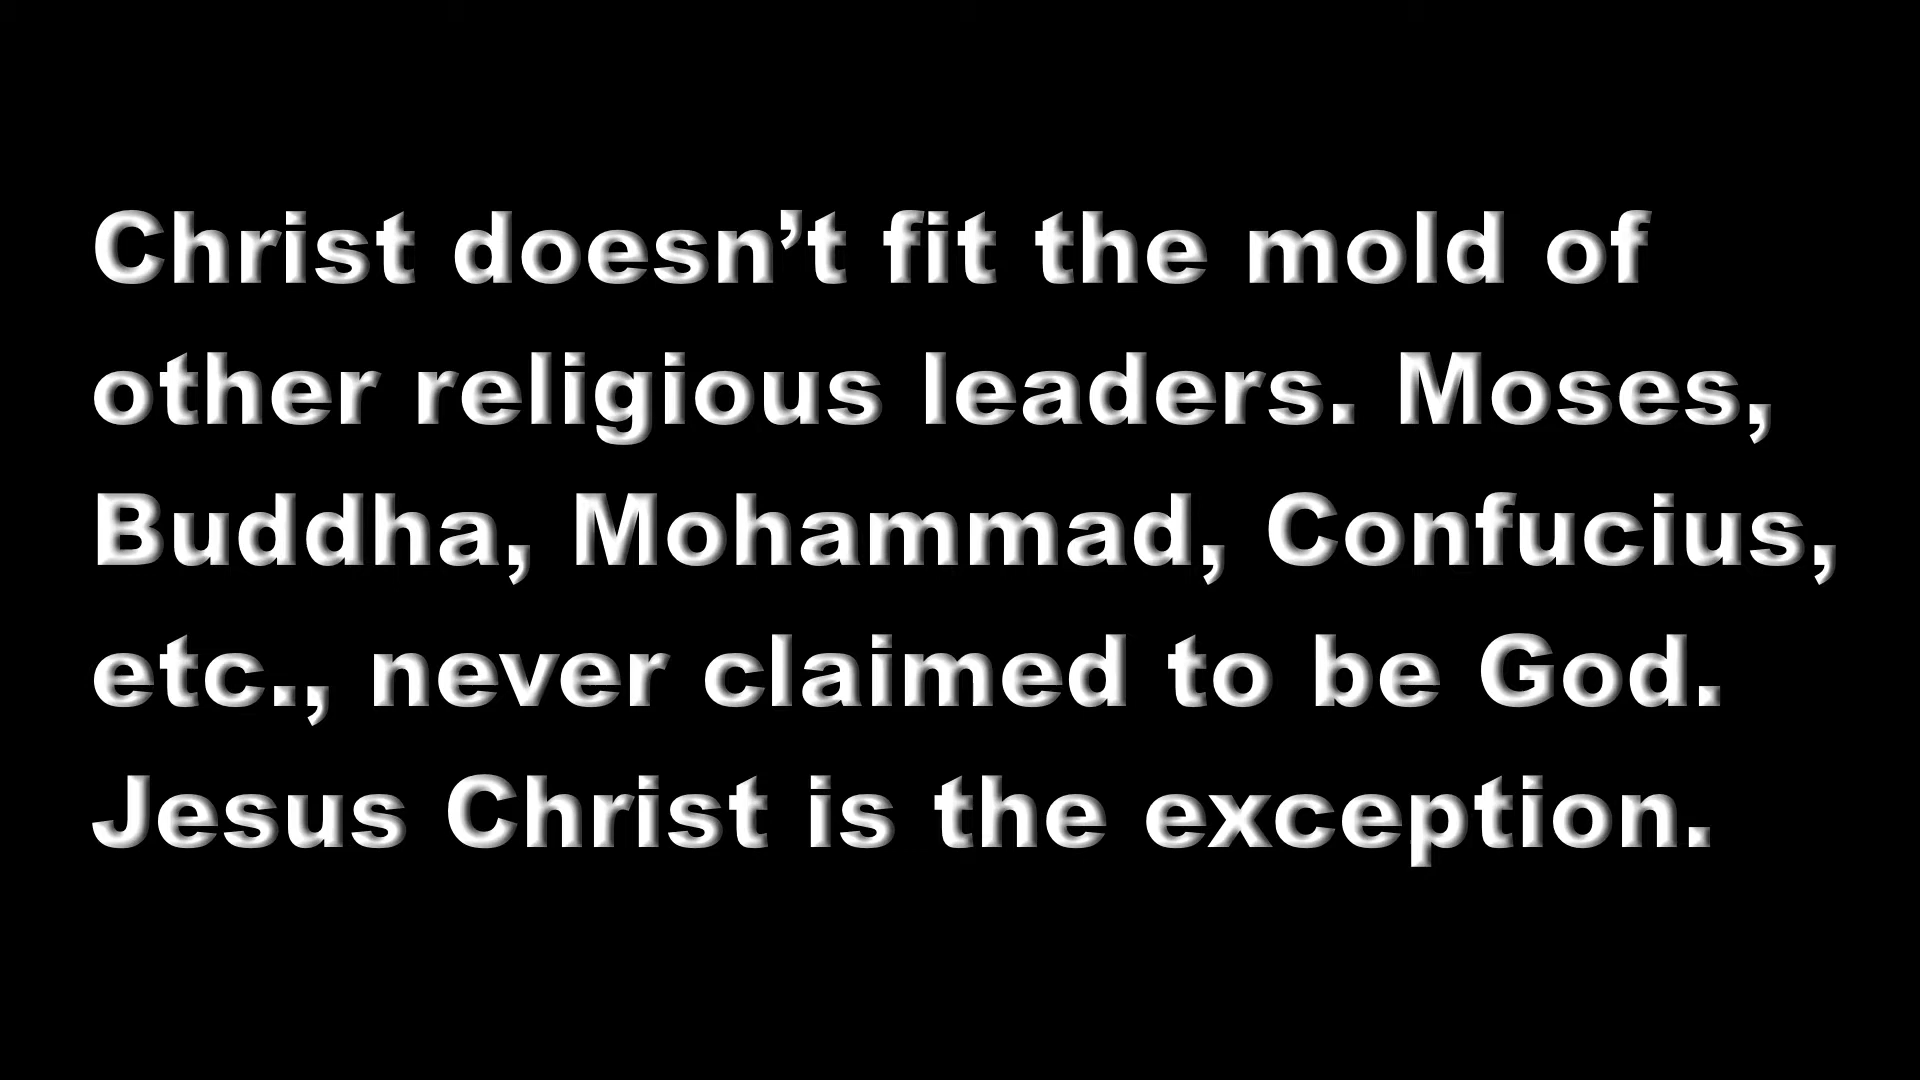 Christ doesn’t fit the mold of
other religious leaders. Moses,
Buddha, Mohammad, Confucius,
etc., never claimed to be God.
Jesus Christ is the exception.